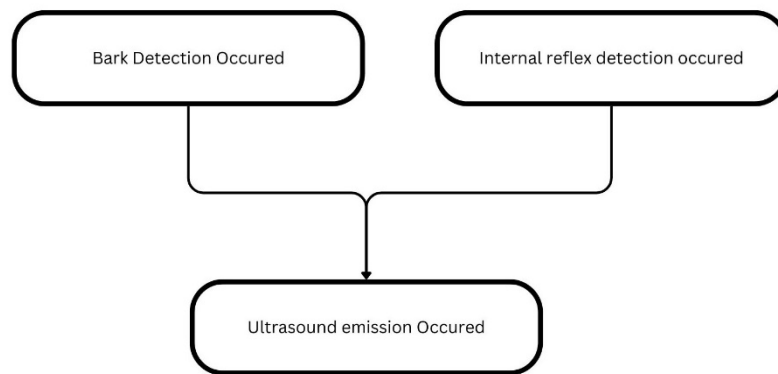 Bark Detection Occured
Internal reflex detection occured
Ultrasound emission Occured